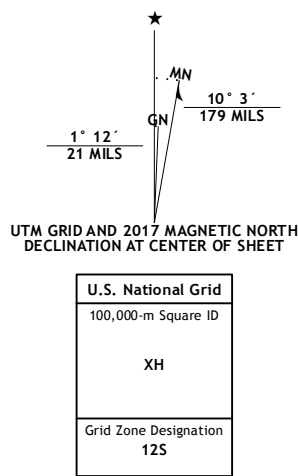 MN
GN
10° 3´
179 MILS
1° 12´
21 MILS
UTM GRID AND 2017 MAGNETIC NORTH
DECLINATION AT CENTER OF SHEET
U.S. National Grid
100,000-m Square ID
XH
Grid Zone Designation
12S